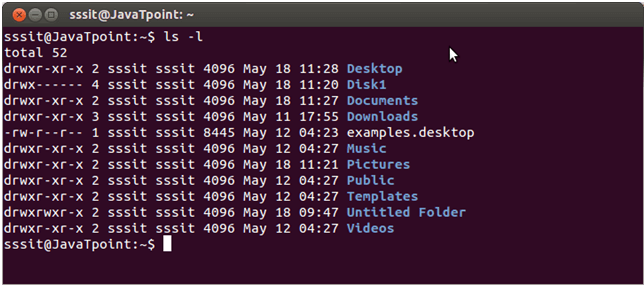 sssit@JavaTpoint: ~
sssit@JavaTpoint:~$ ls -l
total 52
drwxr-xr-x 2 sssit sssit 4096 May 18 11:28 Desktop
drwx------ 4 sssit sssit 4096 May 18 11:20 Disk1
drwxr-xr-x 2 sssit sssit 4096 May 18 11:27 Documents
drwxr-xr-x 3 sssit sssit 4096 May 11 17:55 Downloads
-rw-r--r-- 1 sssit sssit 8445 May 12 04:23 examples.desktop
drwxr-xr-x 2 sssit sssit 4096 May 12 04:27 Music
drwxr-xr-x 2 sssit sssit 4096 May 18 11:21 Pictures
drwxr-xr-x 2 sssit sssit 4096 May 12 04:27 Public
drwxr-xr-x 2 sssit sssit 4096 May 12 04:27 Templates
drwxrwxr-x 2 sssit sssit 4096 May 18 09:47 Untitled Folder
drwxr-xr-x 2 sssit sssit 4096 May 12 04:27 Videos
sssit@JavaTpoint:~$